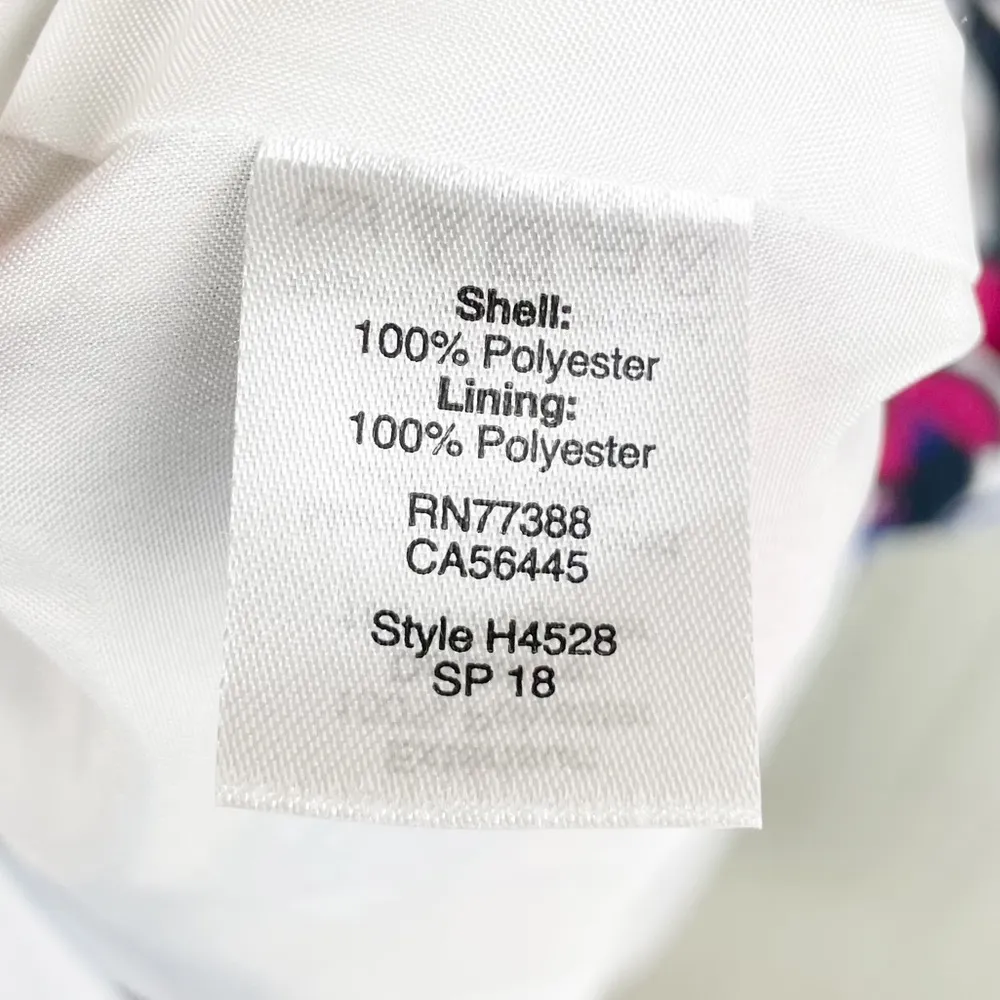 Shell:
100% Polyester
Lining:
100% Polyester
RN77388
CA56445
Style H4528
SP 18